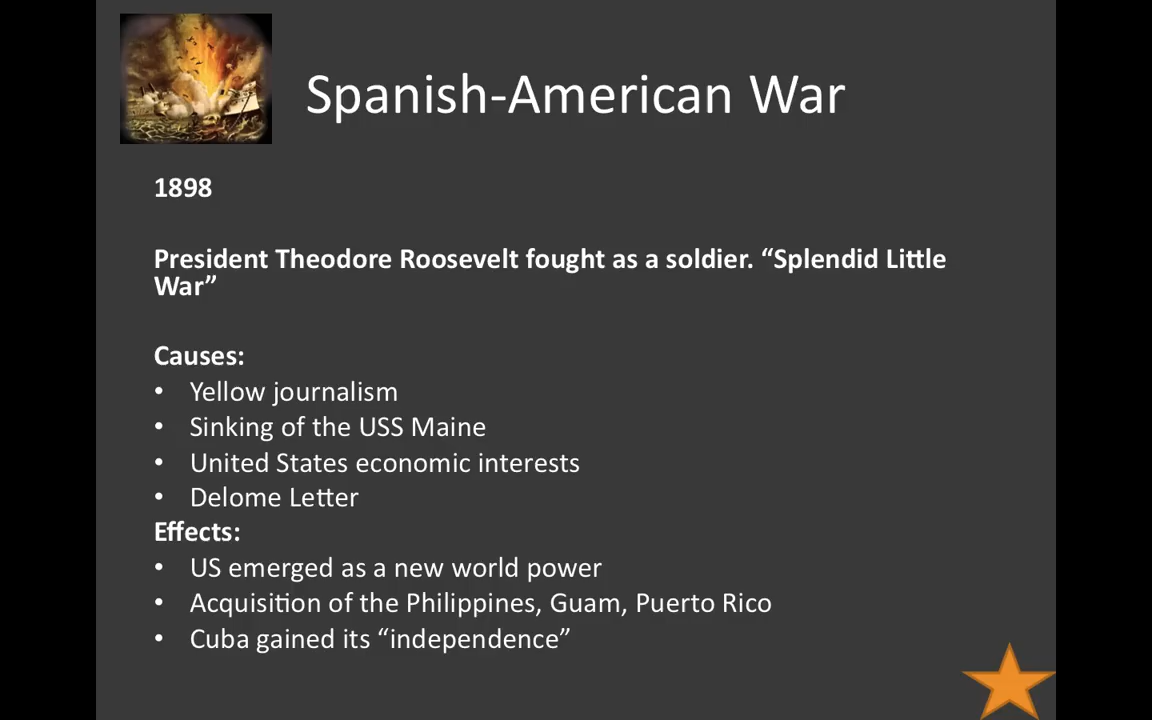 Spanish-American War
1898
President Theodore Roosevelt fought as a soldier. “Splendid Little
War”
Causes:
• Yellow journalism
• Sinking of the USS Maine
• United States economic interests
• Delome Letter
Effects:
• US emerged as a new world power
• Acquisition of the Philippines, Guam, Puerto Rico
• Cuba gained its “independence”